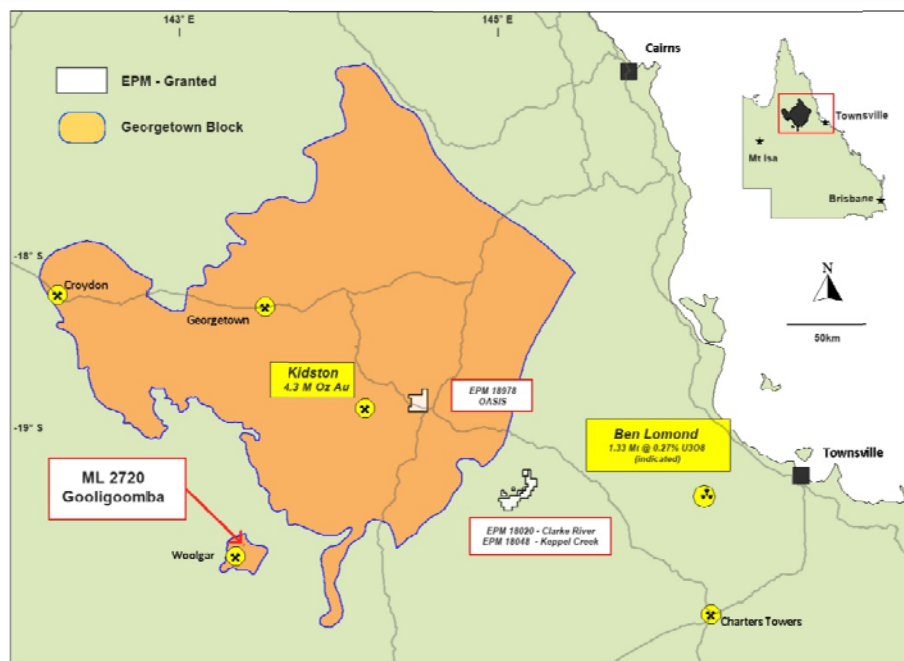 143° E
145° E
Cairns
EPM - Granted
Georgetown Block
Townsville
Mt Isa
Brisbane
-18° S
Croydon
Georgetown
N
50km
Kidston
4.3 M Oz Au
EPM 18978
OASIS
-19° S
Ben Lomond
1.33 Mt @ 0.27% U3O8
(indicated)
Townsville
ML 2720
Gooligoomba
EPM 18020 - Clarke River
EPM 18048 - Keppel Creek
Woolgar
Charters Towers